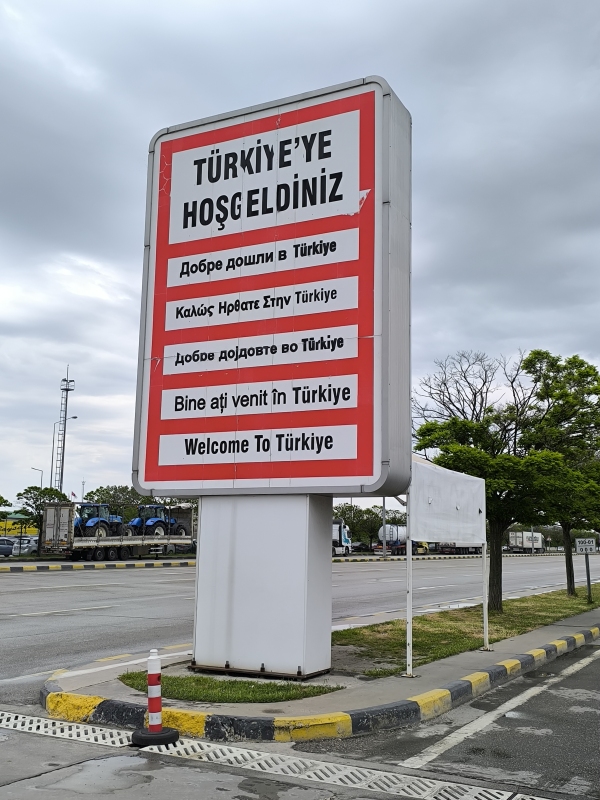 TÜRKİYE'YE
HOŞGELDİNİZ
Добре дошли в Türkiye
Καλώς Ηρθατε Στην Türkiye
Добре дојдовте во Türkiye
Bine ați venit în Türkiye
Welcome To Türkiye